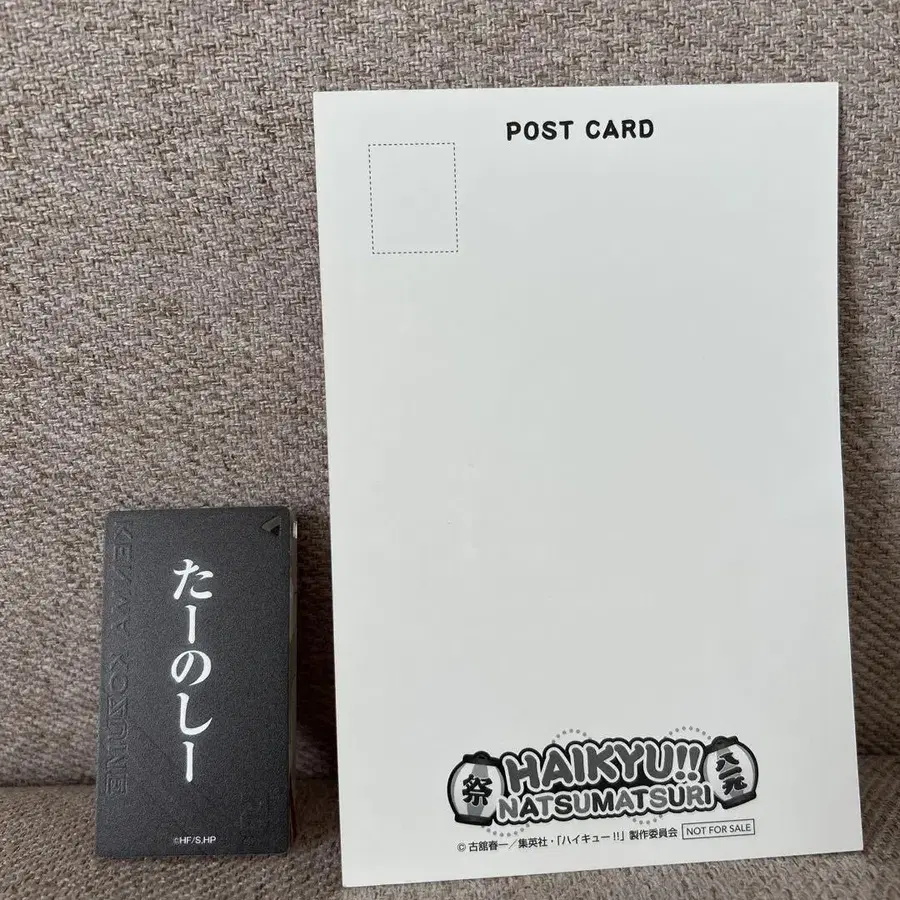 KENMA KOZUME
たーのしー
©HF/S.HP
POST CARD
祭
HAIKYU!!
NATSUMATSURI
© 古舘春一／集英社・「ハイキュー!!」製作委員会
NOT FOR SALE